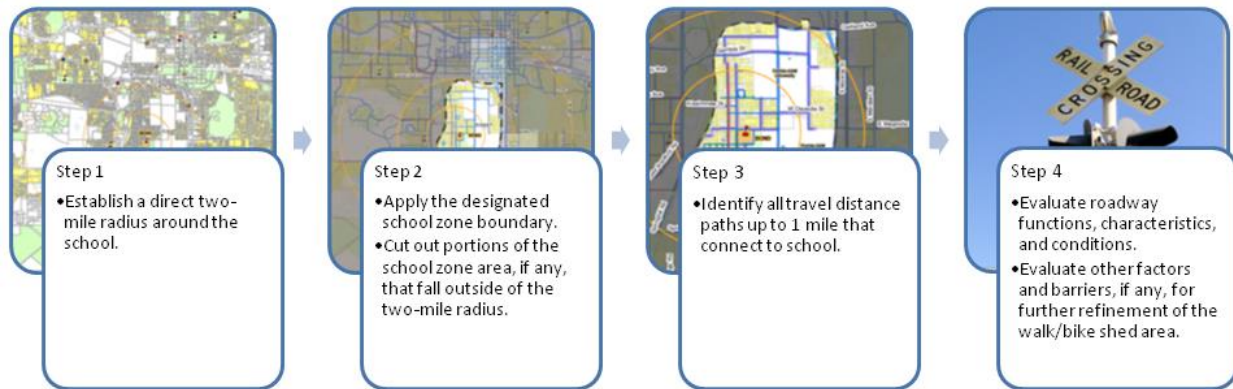 Step 1
•Establish a direct two-
mile radius around the
school.
Step 2
•Apply the designated
school zone boundary.
•Cut out portions of the
school zone area, if any,
that fall outside of the
two-mile radius.
Step 3
•Identify all travel distance
paths up to 1 mile that
connect to school.
RAIL ROAD
CROSSING
Step 4
•Evaluate roadway
functions, characteristics,
and conditions.
•Evaluate other factors
and barriers, if any, for
further refinement of the
walk/bike shed area.